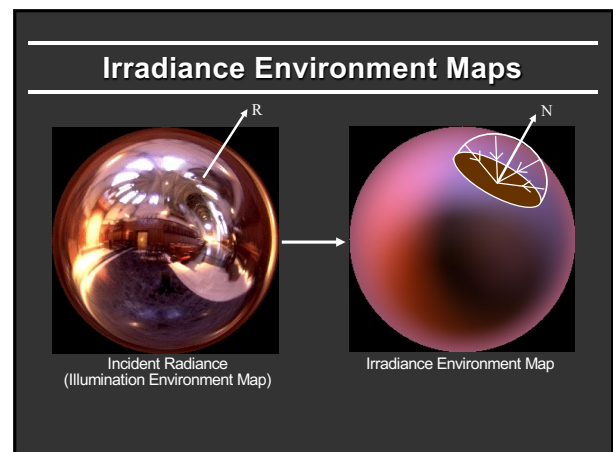 Irradiance Environment Maps
R
N
Incident Radiance
(Illumination Environment Map)
Irradiance Environment Map